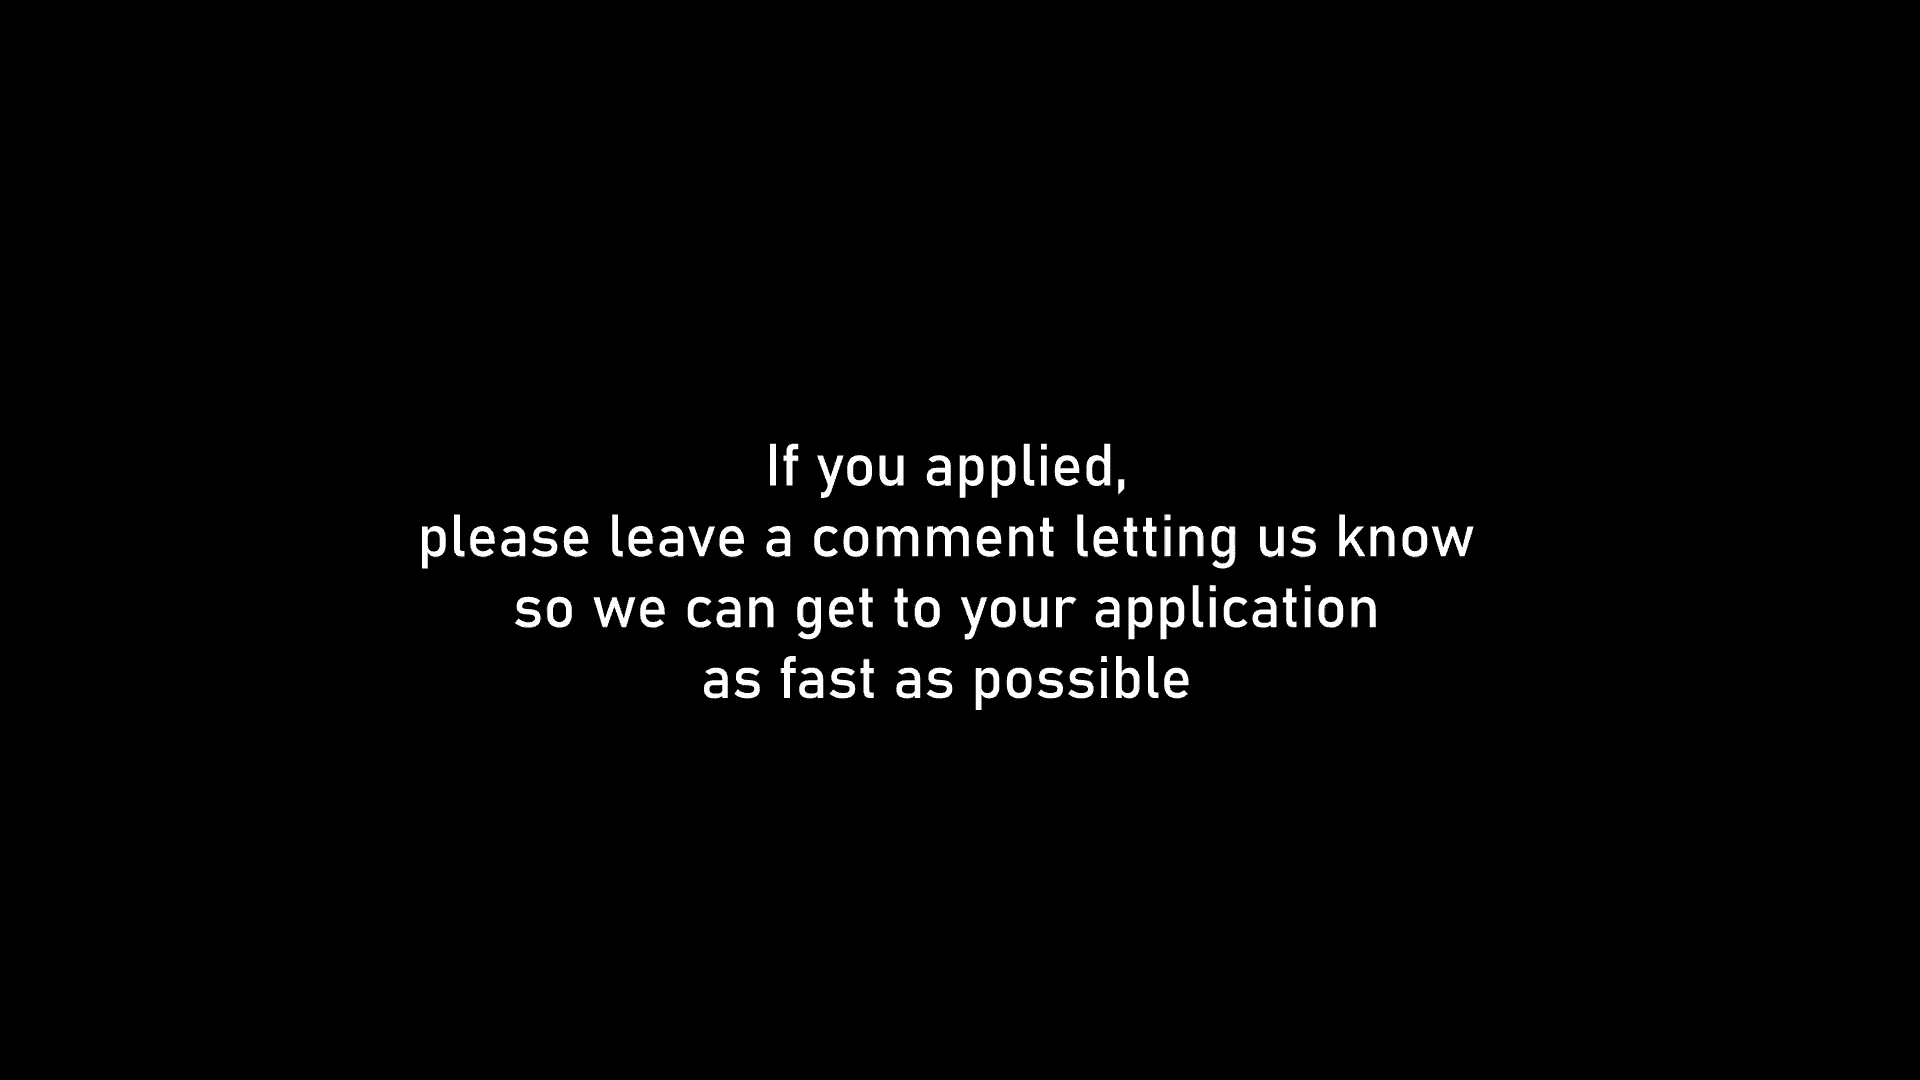 If you applied,
please leave a comment letting us know
so we can get to your application
as fast as possible